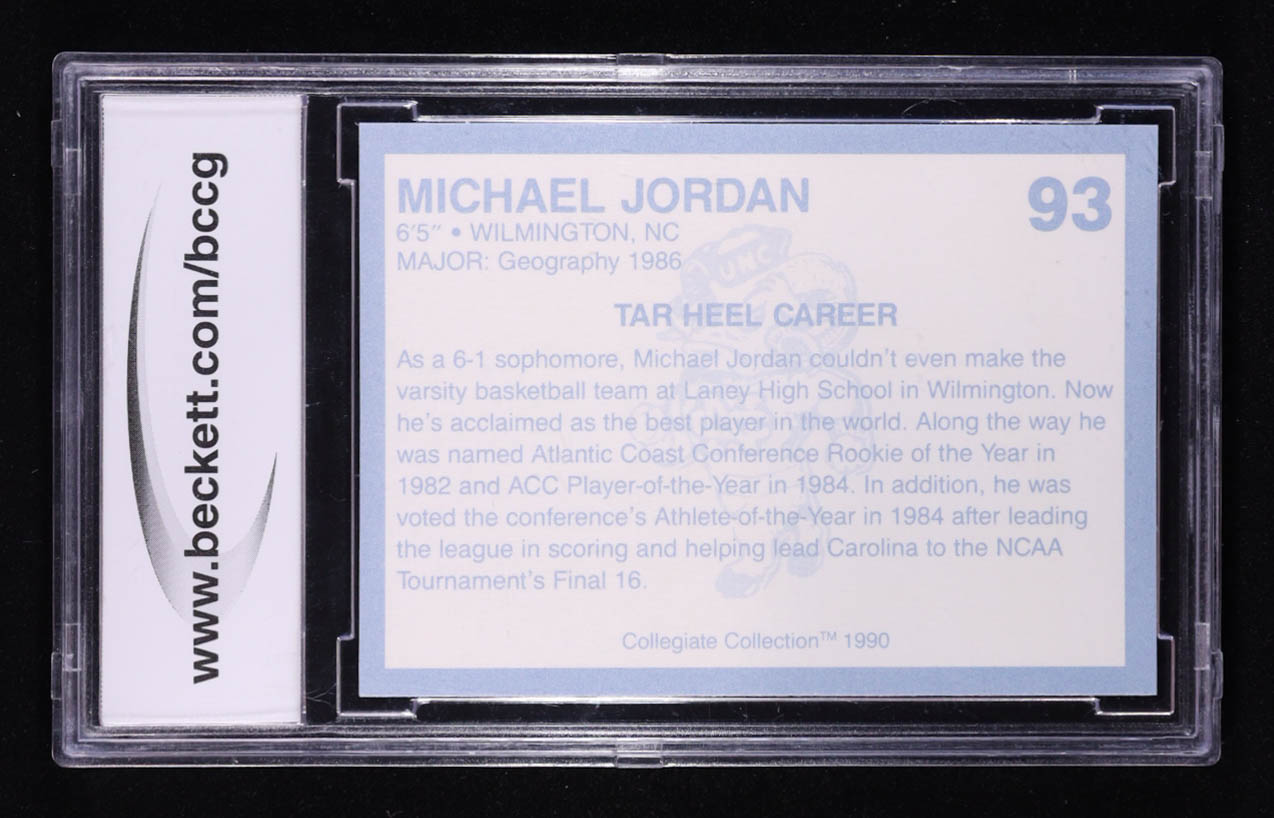 www.beckett.com/bccg
MICHAEL JORDAN
93
6'5" • WILMINGTON, NC
MAJOR: Geography 1986
UNC
TAR HEEL CAREER
As a 6-1 sophomore, Michael Jordan couldn't even make the
varsity basketball team at Laney High School in Wilmington. Now
he's acclaimed as the best player in the world. Along the way he
was named Atlantic Coast Conference Rookie of the Year in
1982 and ACC Player-of-the-Year in 1984. In addition, he was
voted the conference's Athlete-of-the-Year in 1984 after leading
the league in scoring and helping lead Carolina to the NCAA
Tournament's Final 16.
Collegiate Collection™ 1990